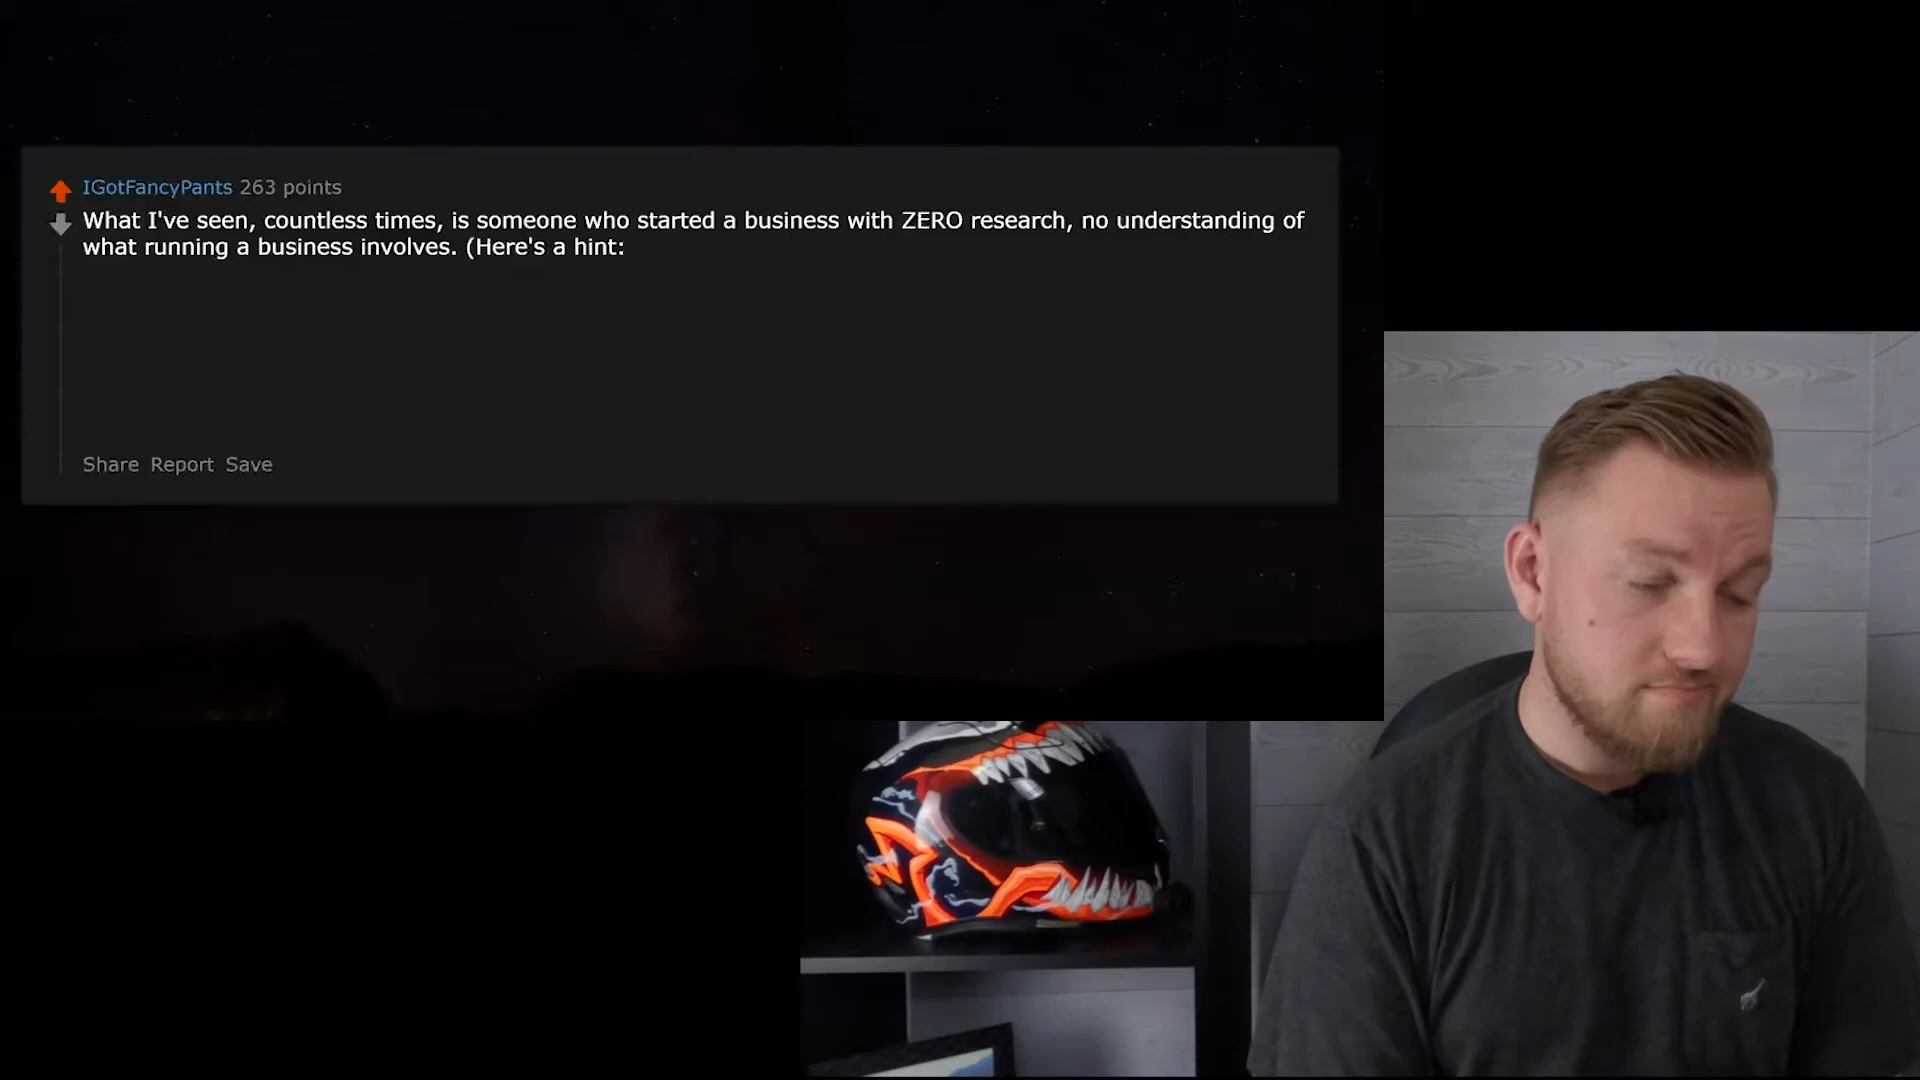 IGotFancyPants 263 points
What I've seen, countless times, is someone who started a business with ZERO research, no understanding of
what running a business involves. (Here's a hint:
Share Report Save